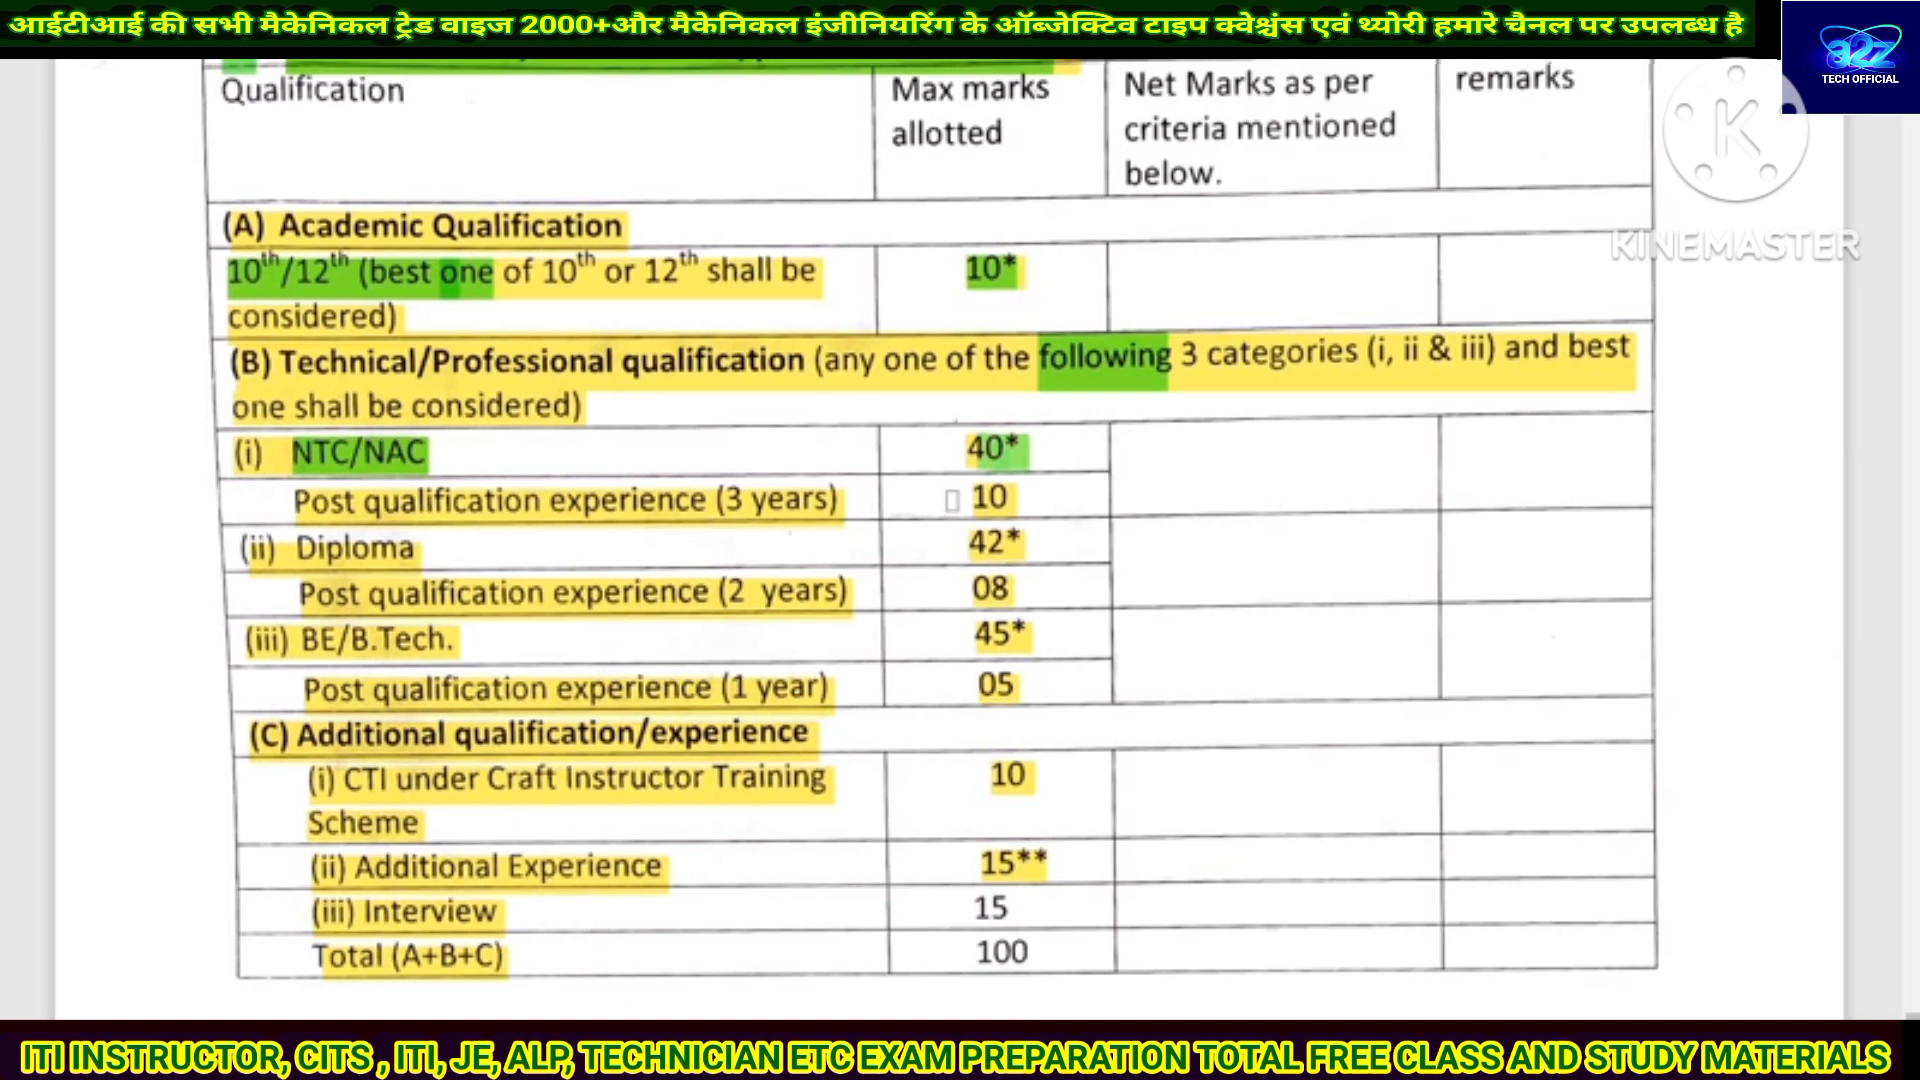 आईटीआई की सभी मैकेनिकल ट्रेड वाइज 2000+और मैकेनिकल इंजीनियरिंग के ऑब्जेक्टिव टाइप क्वेश्चंस एवं थ्योरी हमारे चैनल पर उपलब्ध है
a2z
TECH OFFICIAL
K
KINEMASTER
Qualification
Max marks
allotted
Net Marks as per
criteria mentioned
below.
remarks
(A) Academic Qualification
10th/12th (best one of 10th or 12th shall be 10*
considered)
(B) Technical/Professional qualification (any one of the following 3 categories (i, ii & iii) and best
one shall be considered)
(i) NTC/NAC 40*
Post qualification experience (3 years) 10
(ii) Diploma 42*
Post qualification experience (2 years) 08
(iii) BE/B.Tech. 45*
Post qualification experience (1 year) 05
(C) Additional qualification/experience
(i) CTI under Craft Instructor Training 10
Scheme
(ii) Additional Experience 15**
(iii) Interview 15
Total (A+B+C) 100
ITI INSTRUCTOR, CITS , ITI, JE, ALP, TECHNICIAN ETC EXAM PREPARATION TOTAL FREE CLASS AND STUDY MATERIALS